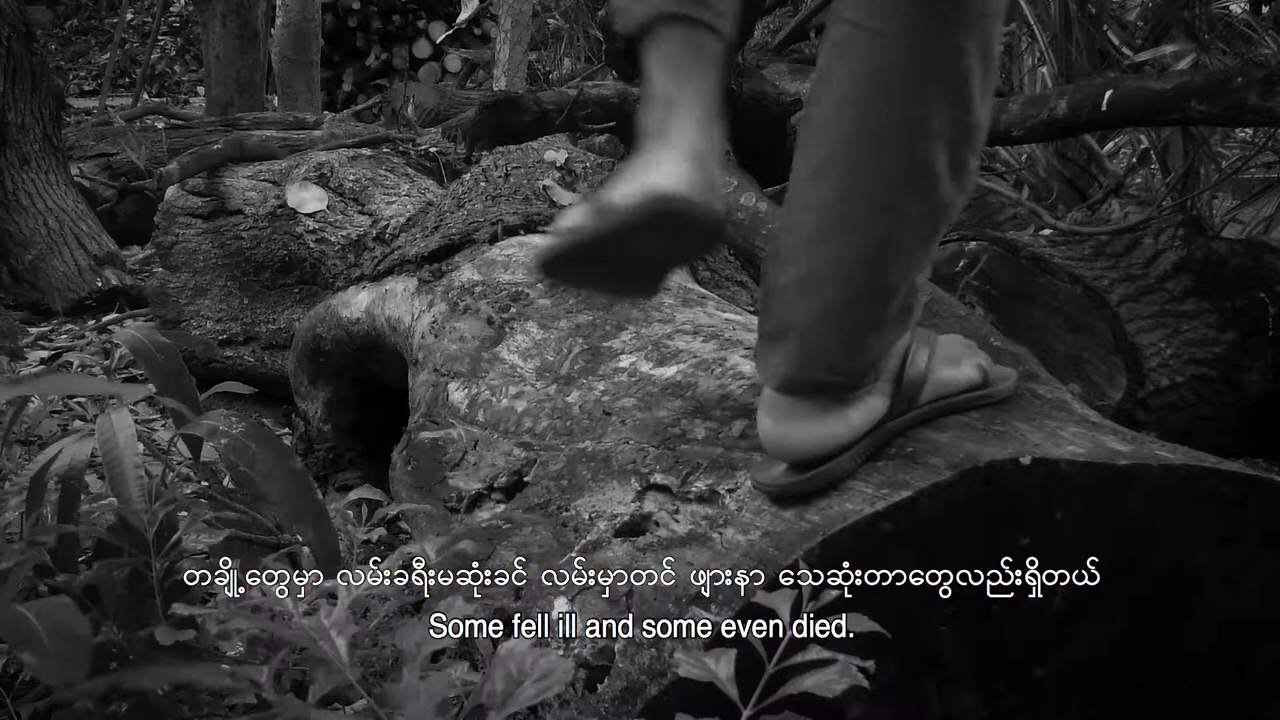 တချို့တွေမှာ လမ်းခရီးမဆုံးခင် လမ်းမှာတင် ဖျားနာ သေဆုံးတာတွေလည်းရှိတယ်
Some fell ill and some even died.